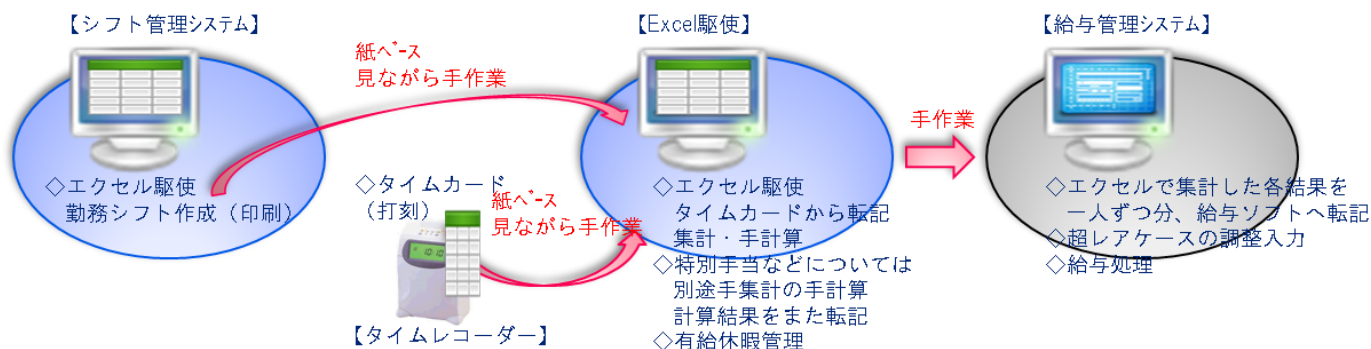 【シフト管理システム】
紙ペース
見ながら手作業
◇エクセル駆使
勤務シフト作成（印刷）
◇タイムカード
（打刻）
紙ペース
見ながら手作業
10:10
【タイムレコーダー】
【Excel駆使】
◇エクセル駆使
タイムカードから転記
集計・手計算
◇特別手当などについては
別途手集計の手計算
計算結果をまた転記
◇有給休暇管理
手作業
【給与管理システム】
◇エクセルで集計した各結果を
一人ずつ分、給与ソフトへ転記
◇超レアケースの調整入力
◇給与処理